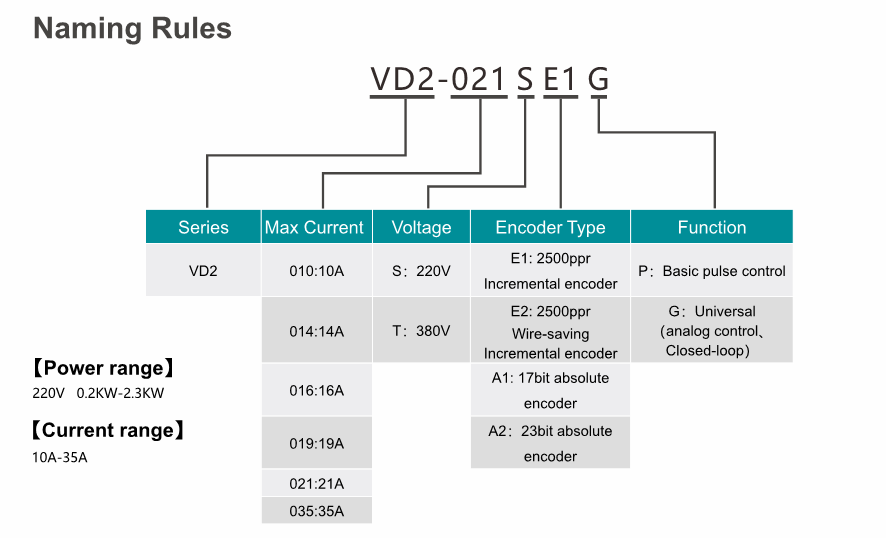 Naming Rules
VD2-021 S E1 G
Series Max Current Voltage Encoder Type Function
VD2 010:10A S：220V E1: 2500ppr
Incremental encoder P：Basic pulse control
014:14A T：380V E2: 2500ppr
Wire-saving
Incremental encoder G：Universal
(analog control、
Closed-loop）
016:16A A1: 17bit absolute
encoder
019:19A A2：23bit absolute
encoder
021:21A
035:35A
【Power range】
220V 0.2KW-2.3KW
【Current range】
10A-35A